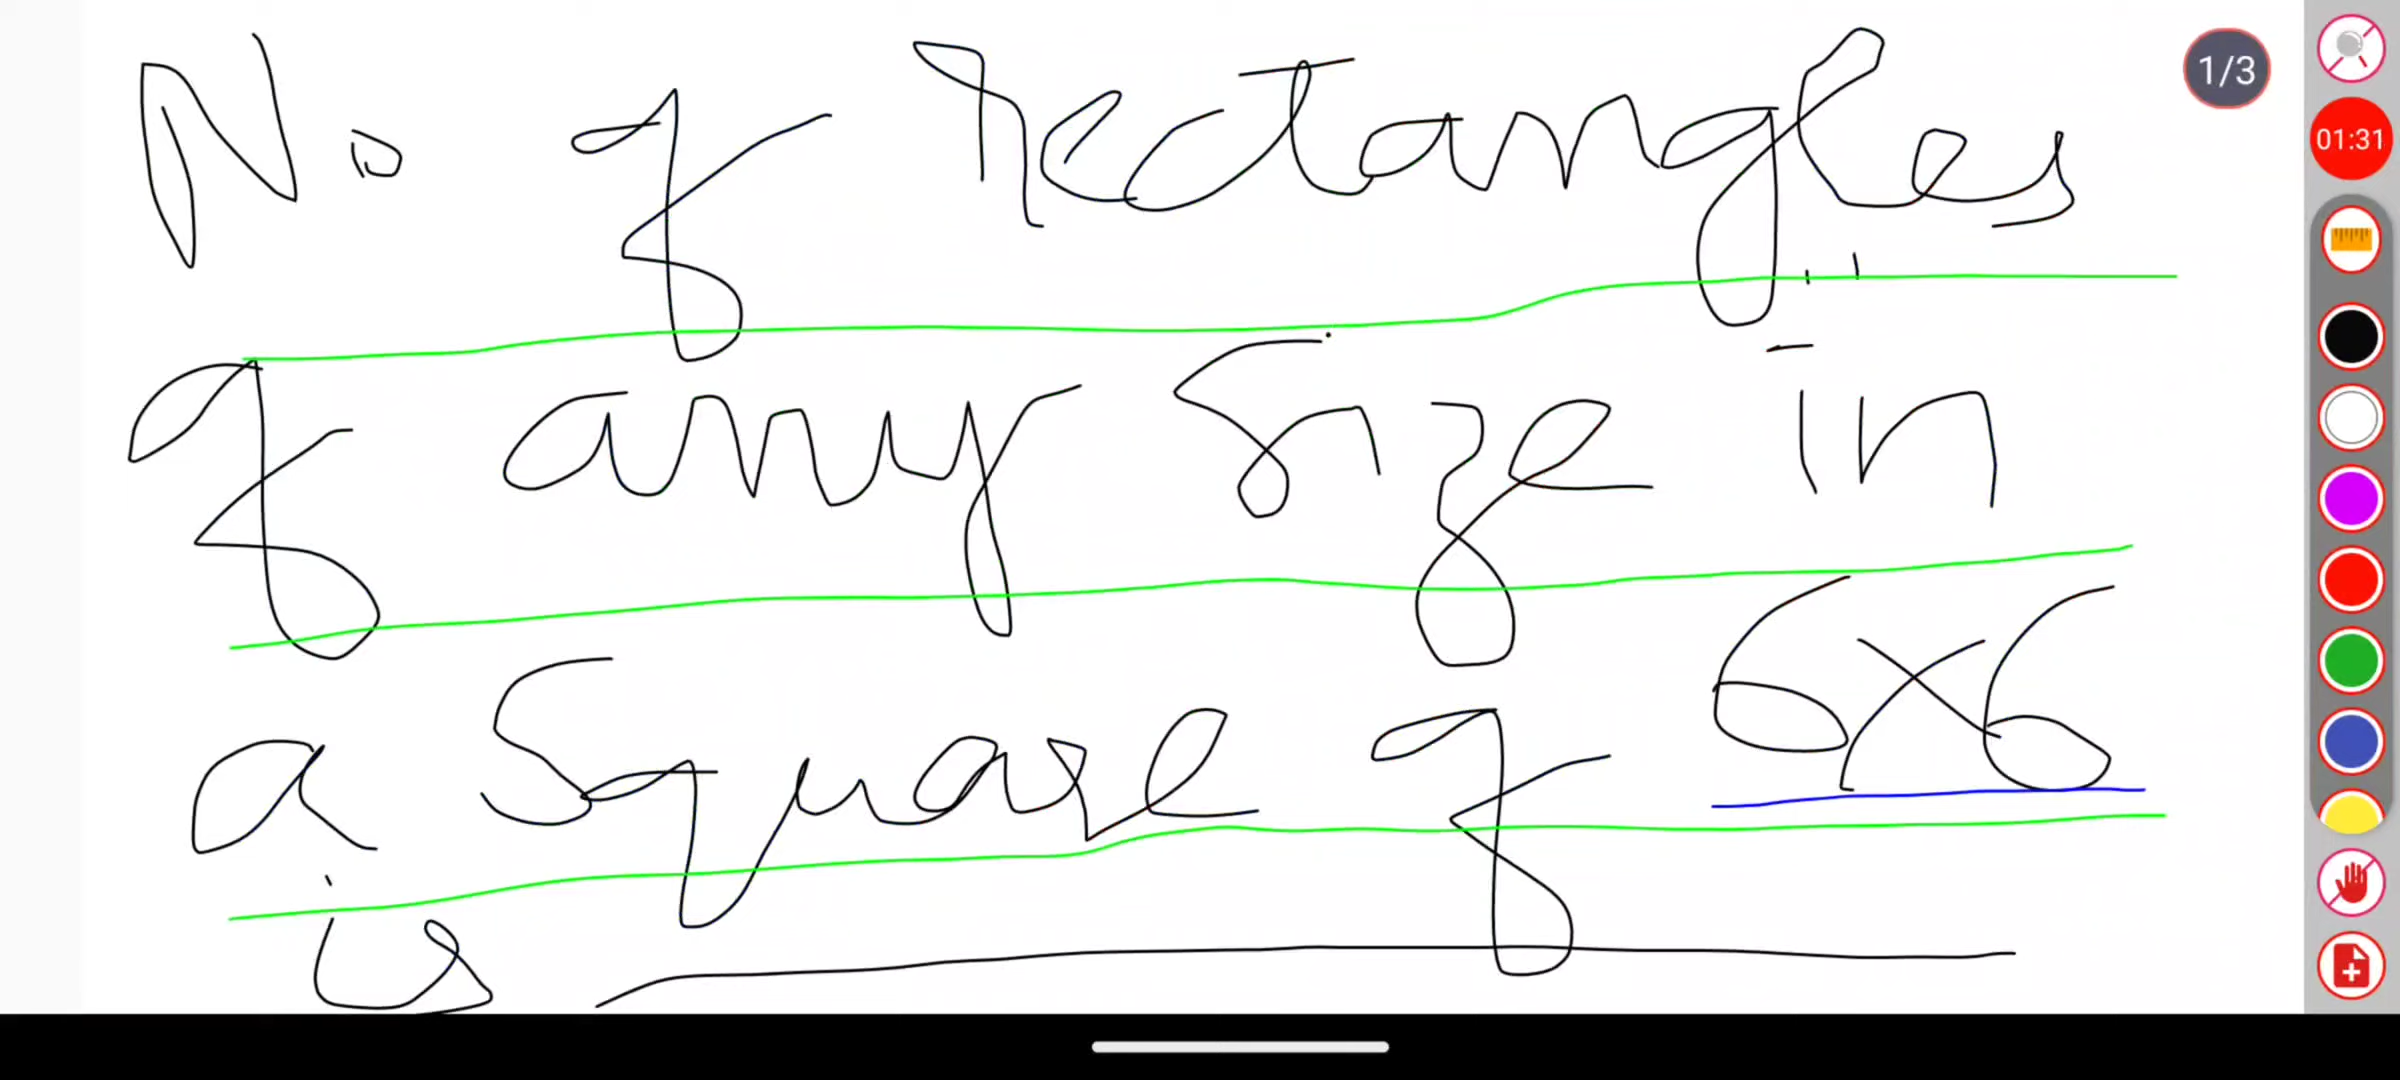 No of Rectangles
1/3
01:31
of any size in
a square of 6x6
is